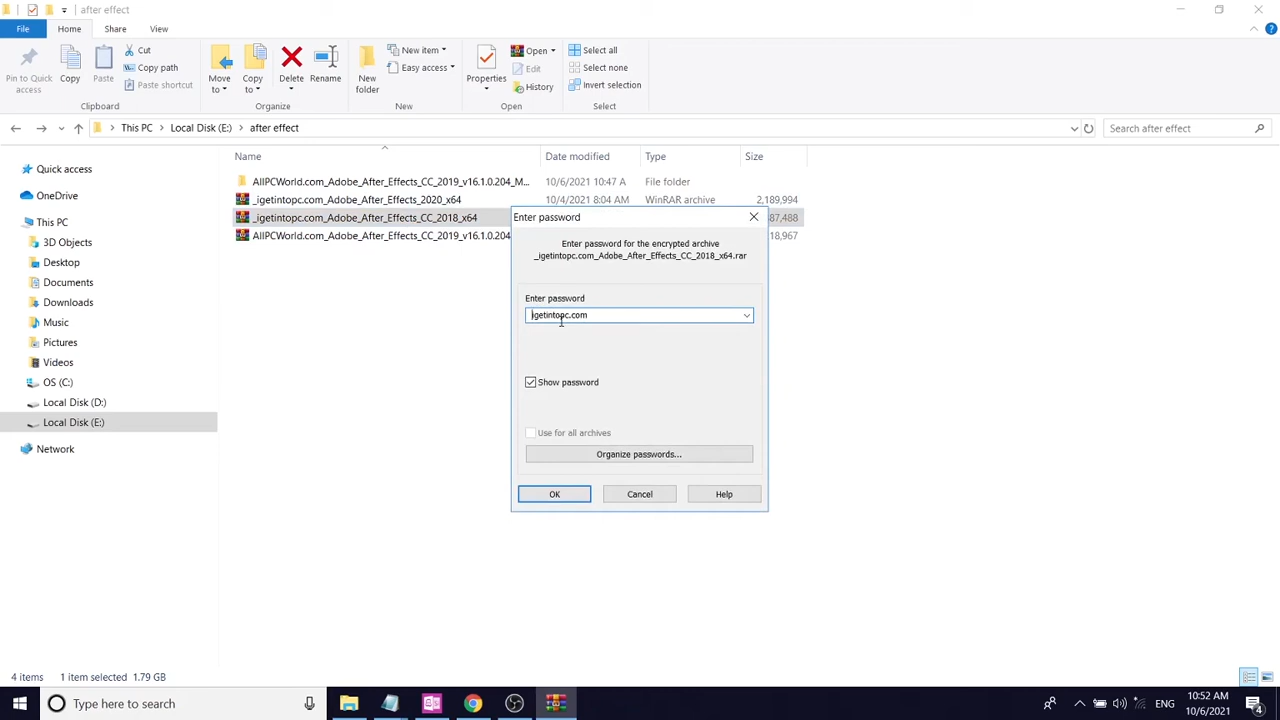 after effect
File Home Share View
Pin to Quick access
Copy
Paste
Cut
Copy path
Paste shortcut
Clipboard
Move to
Copy to
Delete
Rename
Organize
New folder
New item
Easy access
New
Properties
Open
Edit
History
Open
Select all
Select none
Invert selection
Select
This PC > Local Disk (E:) > after effect
Search after effect
Quick access
OneDrive
This PC
3D Objects
Desktop
Documents
Downloads
Music
Pictures
Videos
OS (C:)
Local Disk (D:)
Local Disk (E:)
Network
Name Date modified Type Size
AllPCWorld.com_Adobe_After_Effects_CC_2019_v16.1.0.204_M... 10/6/2021 10:47 A File folder
_igetintopc.com_Adobe_After_Effects_2020_x64 10/4/2021 8:04 AM WinRAR archive 2,189,994
_igetintopc.com_Adobe_After_Effects_CC_2018_x64 87,488
AllPCWorld.com_Adobe_After_Effects_CC_2019_v16.1.0.204 18,967
Enter password
Enter password for the encrypted archive
_igetintopc.com_Adobe_After_Effects_CC_2018_x64.rar
Enter password
igetintopc.com
Show password
Use for all archives
Organize passwords...
OK Cancel Help
4 items 1 item selected 1.79 GB
Type here to search
ENG
10:52 AM
10/6/2021
4